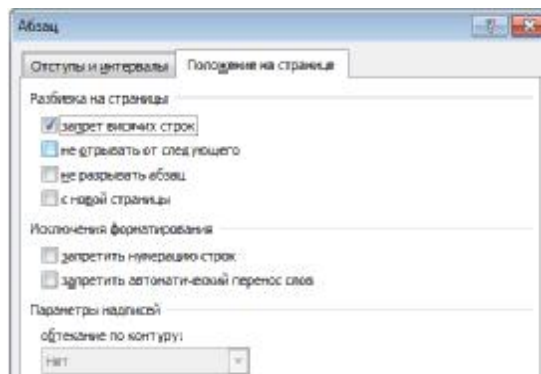 Абзац
Отступы и интервалы Положение на странице
Разбивка на страницы
запрет висячих строк
не отрывать от следующего
не разрывать абзац
с новой страницы
Исключения форматирования
запретить нумерацию строк
запретить автоматический перенос слов
Параметры надписей
обтекание по контуру:
Нет